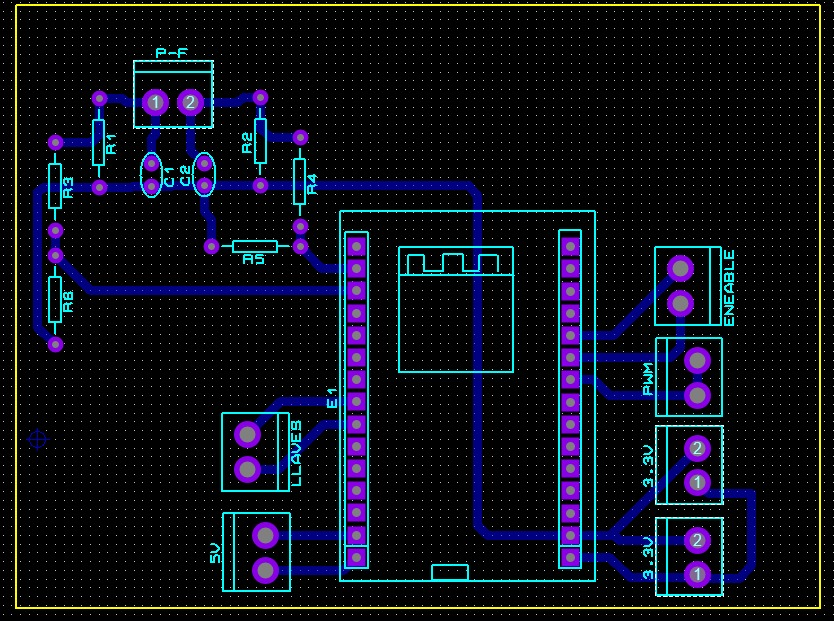 P-F
1 2
R1
R2
C1
C2
R3
R4
R5
R6
ENEABLE
PWM
E1
LLAVES
3.3V
2
1
5V
3.3V
2
1